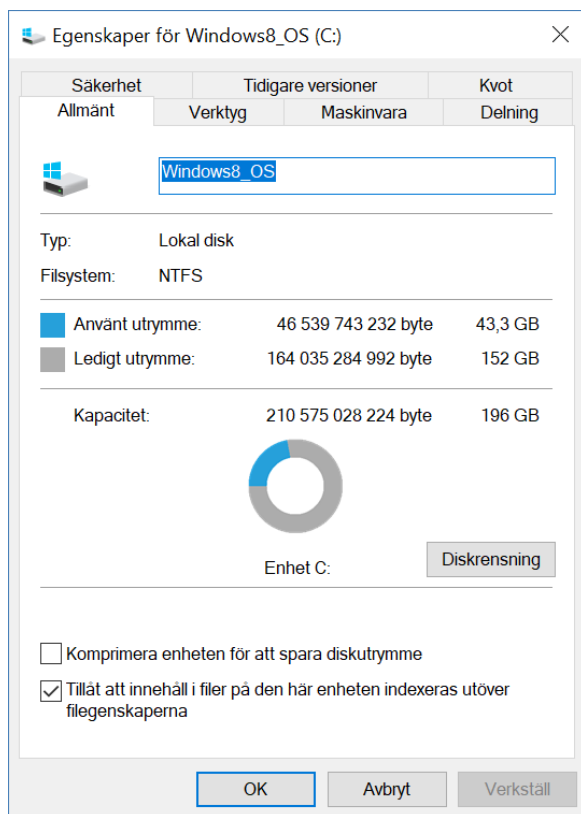 Egenskaper för Windows8_OS (C:)
Säkerhet Tidigare versioner Kvot
Allmänt Verktyg Maskinvara Delning
Windows8_OS
Typ: Lokal disk
Filsystem: NTFS
Använt utrymme: 46 539 743 232 byte 43,3 GB
Ledigt utrymme: 164 035 284 992 byte 152 GB
Kapacitet: 210 575 028 224 byte 196 GB
Enhet C: Diskrensning
Komprimera enheten för att spara diskutrymme
Tillåt att innehåll i filer på den här enheten indexeras utöver
filegenskaperna
OK Avbryt Verkställ